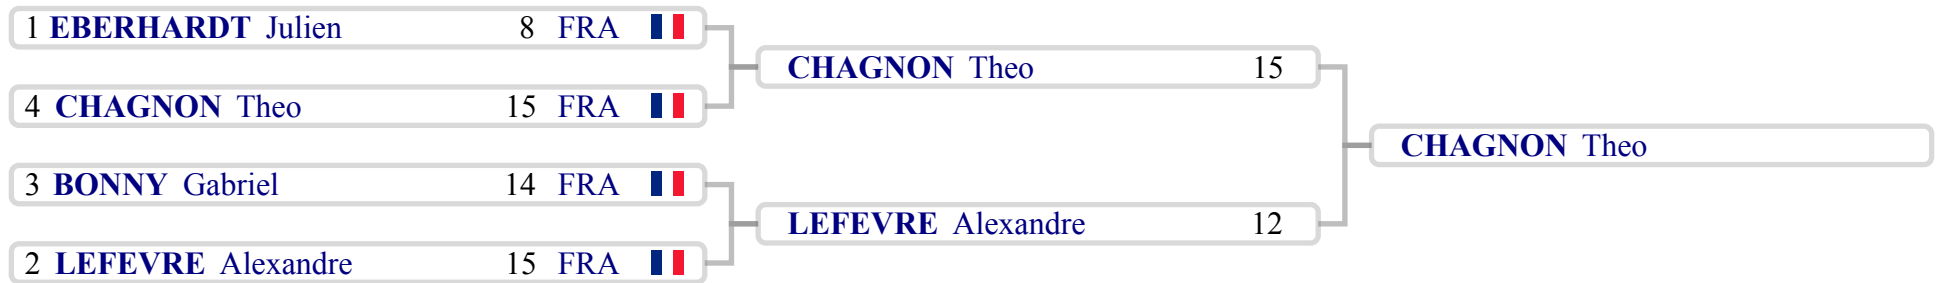 1 EBERHARDT Julien 8 FRA
CHAGNON Theo 15
4 CHAGNON Theo 15 FRA
CHAGNON Theo
3 BONNY Gabriel 14 FRA
LEFEVRE Alexandre 12
2 LEFEVRE Alexandre 15 FRA